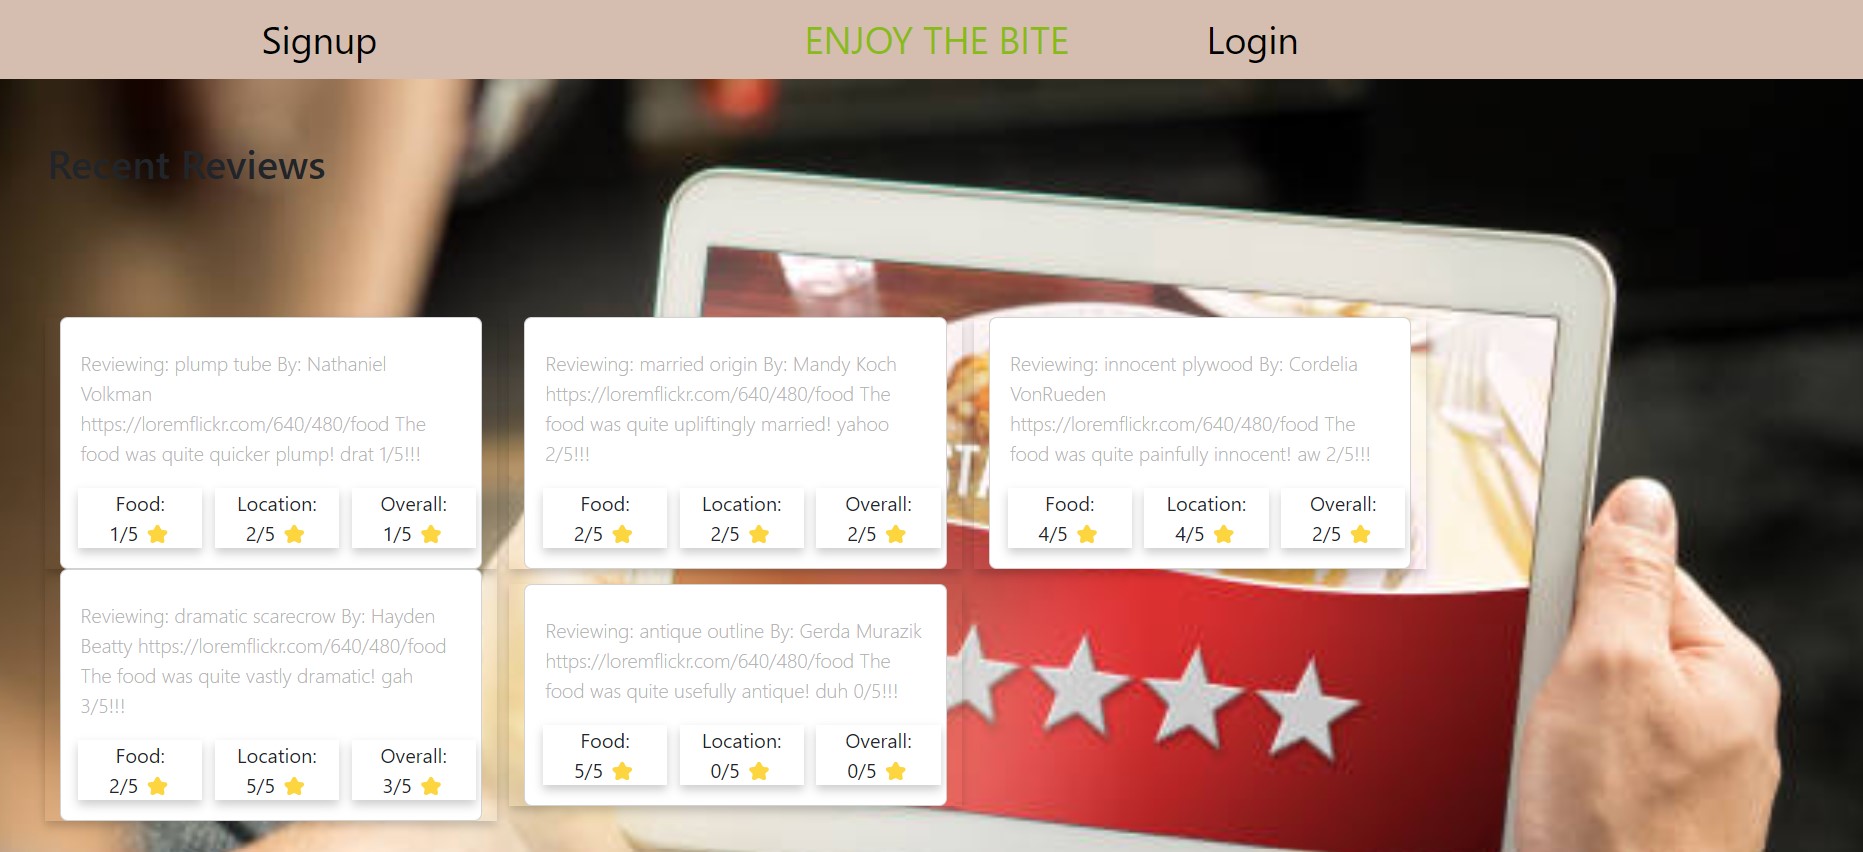 Signup
ENJOY THE BITE
Login
Recent Reviews
Reviewing: plump tube By: Nathaniel
Volkman
https://loremflickr.com/640/480/food The
food was quite quicker plump! drat 1/5!!!
Food:
1/5
Location:
2/5
Overall:
1/5
Reviewing: married origin By: Mandy Koch
https://loremflickr.com/640/480/food The
food was quite upliftingly married! yahoo
2/5!!!
Food:
2/5
Location:
2/5
Overall:
2/5
Reviewing: innocent plywood By: Cordelia
VonRueden
https://loremflickr.com/640/480/food The
food was quite painfully innocent! aw 2/5!!!
Food:
4/5
Location:
4/5
Overall:
2/5
Reviewing: dramatic scarecrow By: Hayden
Beatty https://loremflickr.com/640/480/food
The food was quite vastly dramatic! gah
3/5!!!
Food:
2/5
Location:
5/5
Overall:
3/5
Reviewing: antique outline By: Gerda Murazik
https://loremflickr.com/640/480/food The
food was quite usefully antique! duh 0/5!!!
Food:
5/5
Location:
0/5
Overall:
0/5